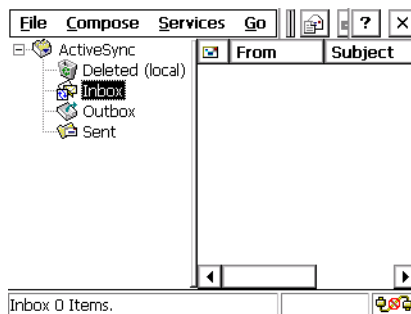 File Compose Services Go ? ×
ActiveSync From Subject
Deleted (local)
Inbox
Outbox
Sent
Inbox 0 Items.